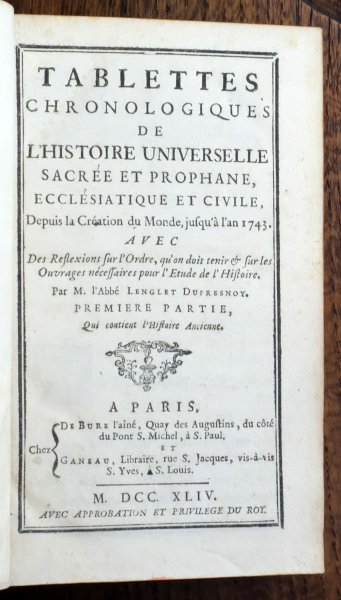 TABLETTES
CHRONOLOGIQUES
DE
L'HISTOIRE UNIVERSELLE
SACRÉE ET PROPHANE,
ECCLÉSIATIQUE ET CIVILE,
Depuis la Création du Monde, jusqu'à l'an 1743.
AVEC
Des Reflexions sur l'Ordre, qu'on doit tenir & sur les
Ouvrages nécessaires pour l'Etude de l'Histoire.
Par M. l'Abbé LENGLET DUFRESNOY.
PREMIERE PARTIE,
Qui contient l'Histoire Ancienne.
A PARIS,
Chez
DE BURE l'aîné, Quay des Augustins, du côté
du Pont S. Michel, à S. Paul.
ET
GANEAU, Libraire, rue S. Jacques, vis-à-vis
S. Yves, à S. Louis.
M. DCC. XLIV.
AVEC APPROBATION ET PRIVILEGE DU ROY.